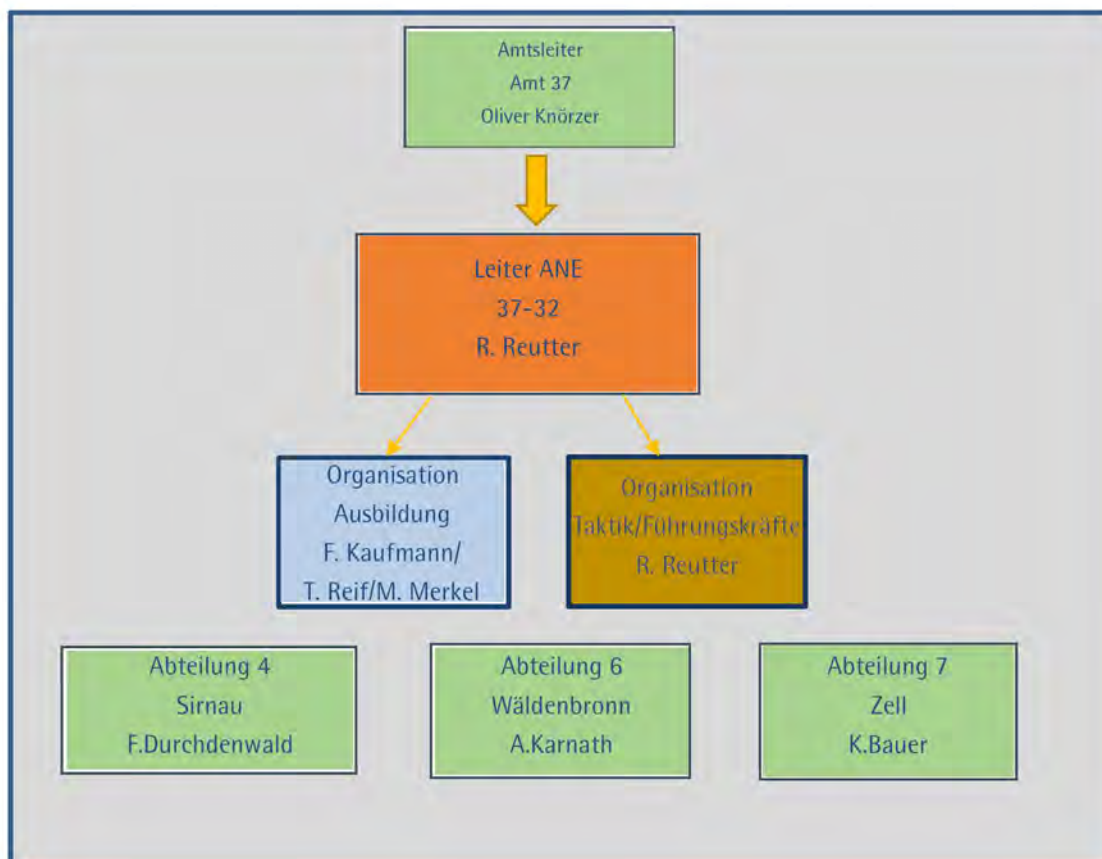 Amtsleiter
Amt 37
Oliver Knörzer
Leiter ANE
37-32
R. Reutter
Organisation
Ausbildung
F. Kaufmann/
T. Reif/M. Merkel
Organisation
Taktik/Führungskräfte
R. Reutter
Abteilung 4
Sirnau
F.Durchdenwald
Abteilung 6
Wäldenbronn
A.Karnath
Abteilung 7
Zell
K.Bauer